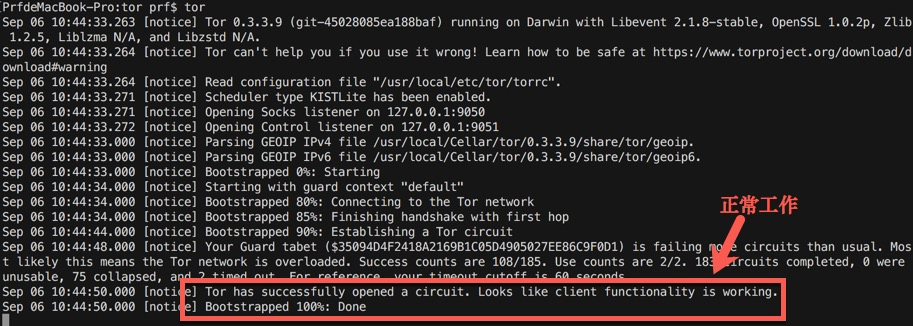 [PrfdeMacBook-Pro:tor prf$ tor
Sep 06 10:44:33.263 [notice] Tor 0.3.3.9 (git-45028085ea188baf) running on Darwin with Libevent 2.1.8-stable, OpenSSL 1.0.2p, Zlib
1.2.5, Liblzma N/A, and Libzstd N/A.
Sep 06 10:44:33.264 [notice] Tor can't help you if you use it wrong! Learn how to be safe at https://www.torproject.org/download/d
ownload#warning
Sep 06 10:44:33.264 [notice] Read configuration file "/usr/local/etc/tor/torrc".
Sep 06 10:44:33.271 [notice] Scheduler type KISTLite has been enabled.
Sep 06 10:44:33.271 [notice] Opening Socks listener on 127.0.0.1:9050
Sep 06 10:44:33.272 [notice] Opening Control listener on 127.0.0.1:9051
Sep 06 10:44:33.000 [notice] Parsing GEOIP IPv4 file /usr/local/Cellar/tor/0.3.3.9/share/tor/geoip.
Sep 06 10:44:33.000 [notice] Parsing GEOIP IPv6 file /usr/local/Cellar/tor/0.3.3.9/share/tor/geoip6.
Sep 06 10:44:33.000 [notice] Bootstrapped 0%: Starting
Sep 06 10:44:34.000 [notice] Starting with guard context "default"
Sep 06 10:44:34.000 [notice] Bootstrapped 80%: Connecting to the Tor network
Sep 06 10:44:34.000 [notice] Bootstrapped 85%: Finishing handshake with first hop
Sep 06 10:44:44.000 [notice] Bootstrapped 90%: Establishing a Tor circuit
正常工作
Sep 06 10:44:48.000 [notice] Your Guard tabet ($35094D4F2418A2169B1C05D4905027EE86C9F0D1) is failing more circuits than usual. Mos
t likely this means the Tor network is overloaded. Success counts are 108/185. Use counts are 2/2. 183 circuits completed, 0 were
unusable, 75 collapsed, and 2 timed out. For reference, your timeout cutoff is 60 seconds.
Sep 06 10:44:50.000 [notice] Tor has successfully opened a circuit. Looks like client functionality is working.
Sep 06 10:44:50.000 [notice] Bootstrapped 100%: Done